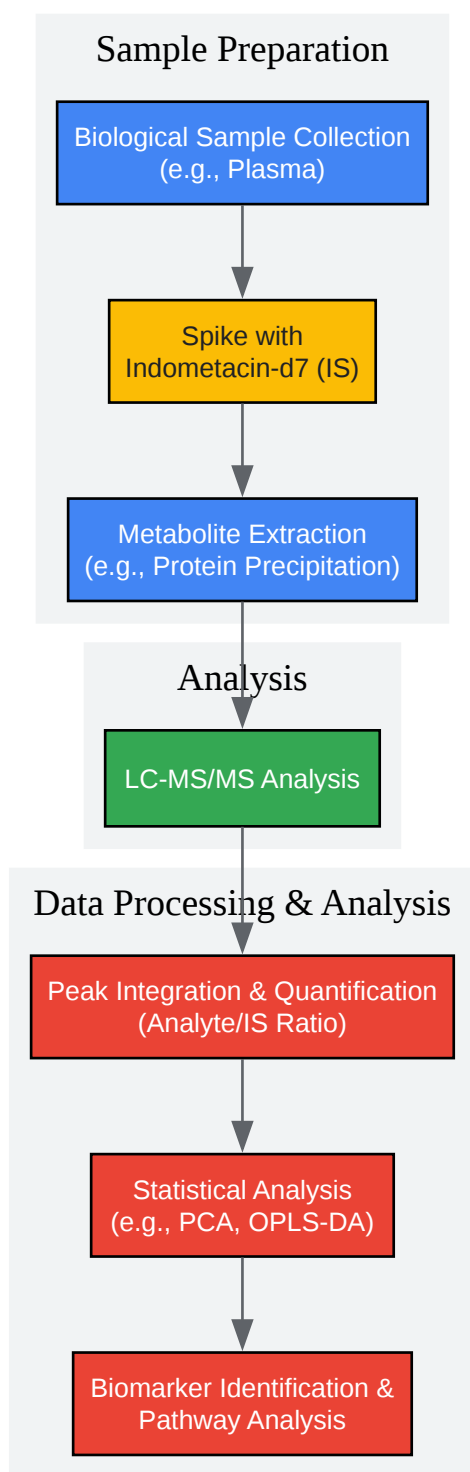 Sample Preparation
Biological Sample Collection
(e.g., Plasma)
Spike with
Indometacin-d7 (IS)
Metabolite Extraction
(e.g., Protein Precipitation)
Analysis
LC-MS/MS Analysis
Data Processing & Analysis
Peak Integration & Quantification
(Analyte/IS Ratio)
Statistical Analysis
(e.g., PCA, OPLS-DA)
Biomarker Identification &
Pathway Analysis